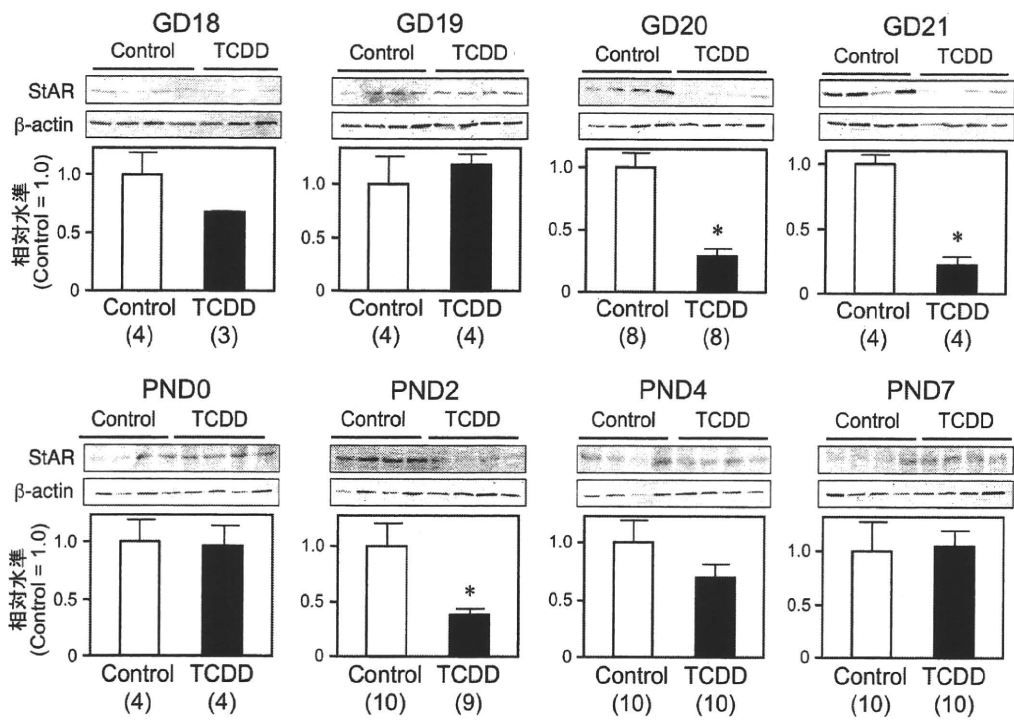 GD18 GD19 GD20 GD21
Control TCDD Control TCDD Control TCDD Control TCDD
StAR
β-actin
相対水準
(Control = 1.0)
1.0 1.0 1.0 1.0
0.5 0.5 0.5 0.5
0 0 0 0
* *
Control TCDD Control TCDD Control TCDD Control TCDD
(4) (3) (4) (4) (8) (8) (4) (4)
PND0 PND2 PND4 PND7
Control TCDD Control TCDD Control TCDD Control TCDD
StAR
β-actin
相対水準
(Control = 1.0)
1.0 1.0 1.0 1.0
0.5 0.5 0.5 0.5
0 0 0 0
*
Control TCDD Control TCDD Control TCDD Control TCDD
(4) (4) (10) (9) (10) (10) (10) (10)